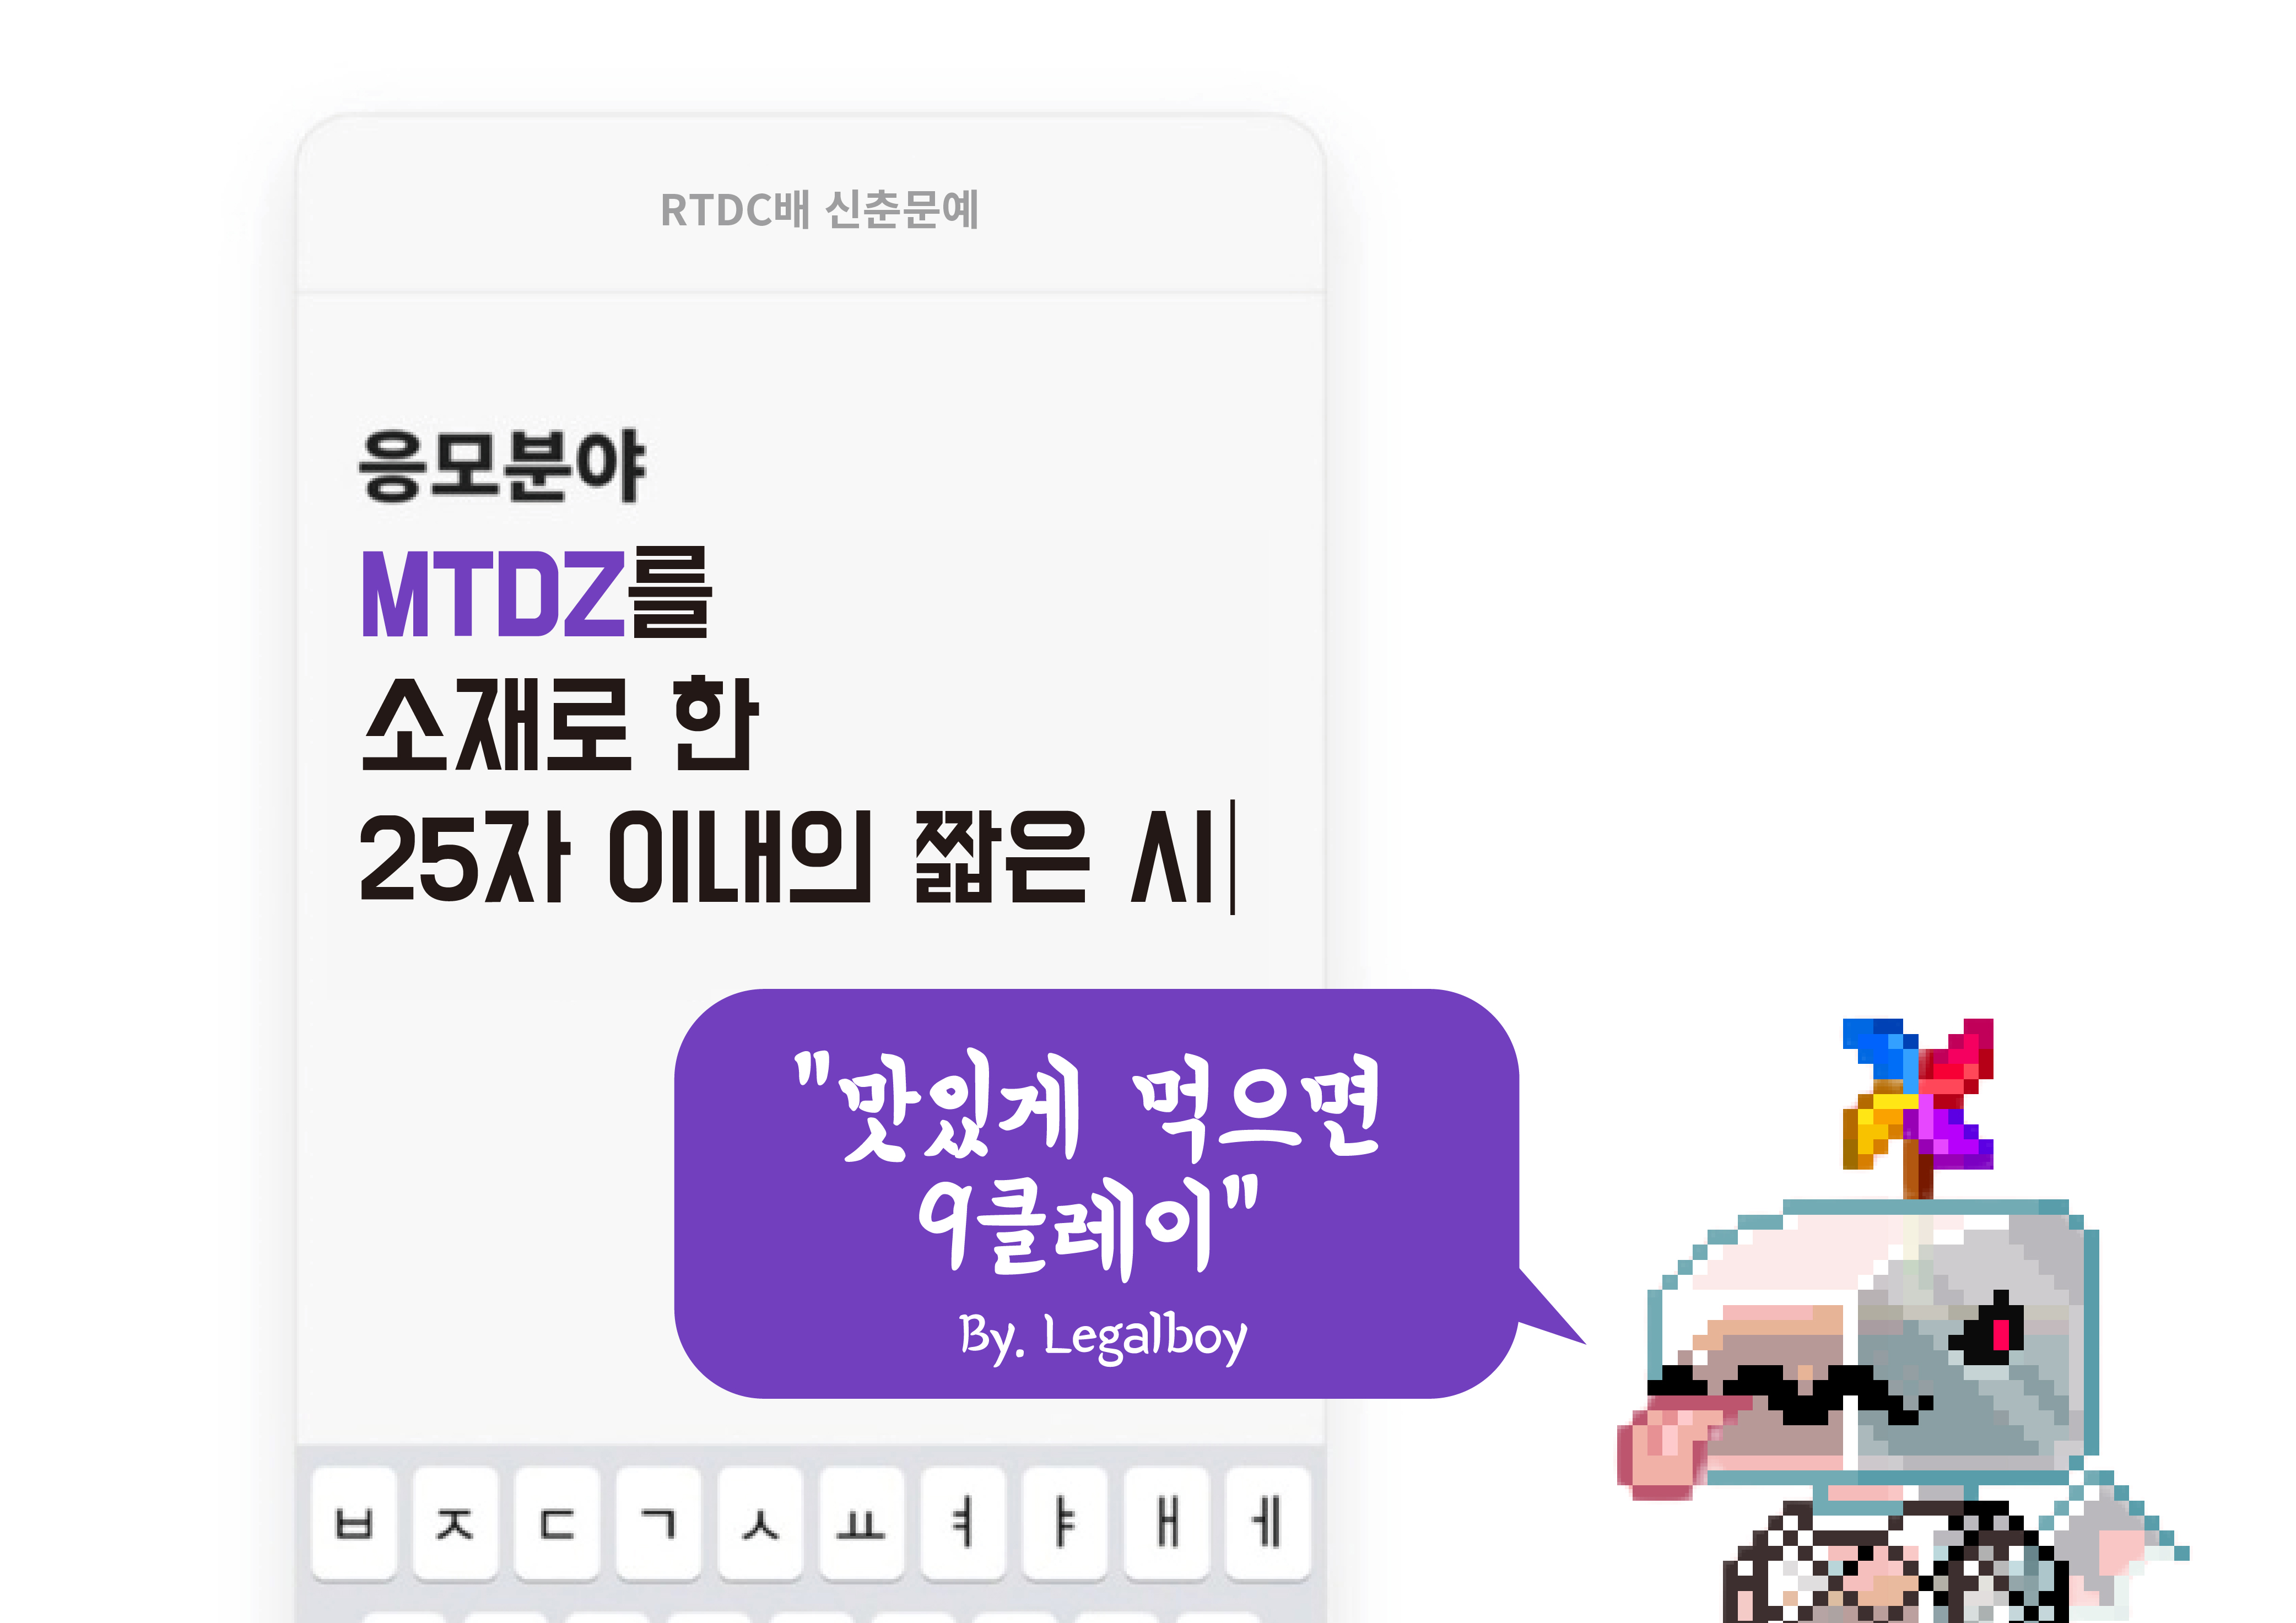 RTDC배 신춘문예
응모분야
MTDZ를
소재로 한
25자 이내의 짧은 시
"맛있게 먹으면
9클레이"
By. Legalboy
ㅂ ㅈ ㄷ ㄱ ㅅ ㅛ ㅕ ㅑ ㅐ ㅔ